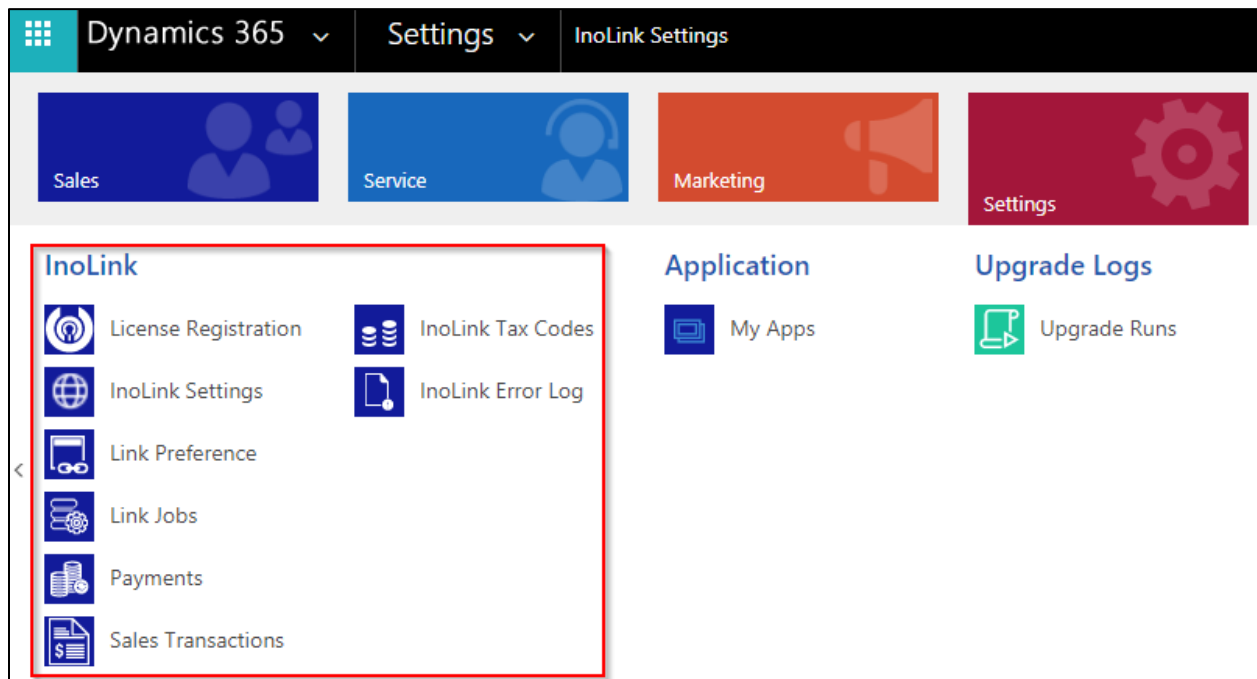 Dynamics 365
Settings
InoLink Settings
Sales
Service
Marketing
Settings
InoLink
License Registration
InoLink Settings
Link Preference
Link Jobs
Payments
Sales Transactions
InoLink Tax Codes
InoLink Error Log
Application
My Apps
Upgrade Logs
Upgrade Runs